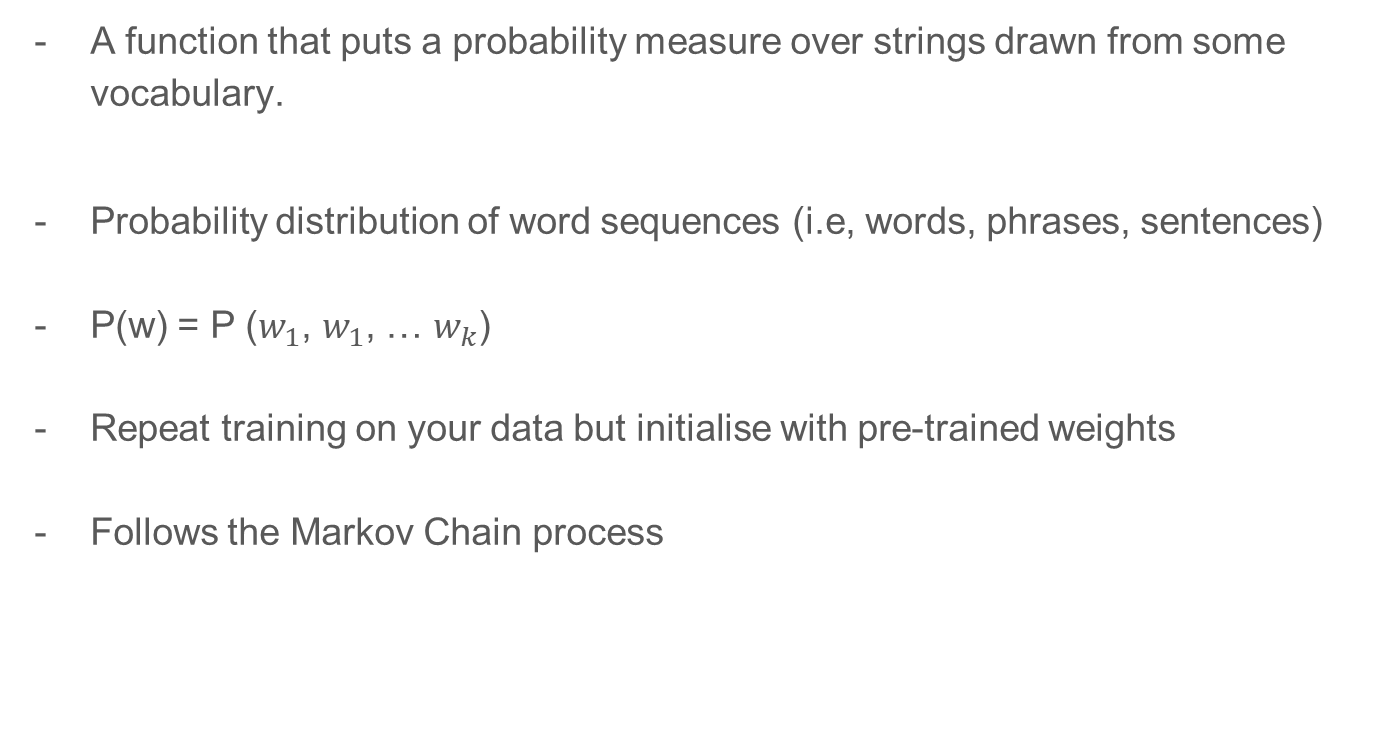 - A function that puts a probability measure over strings drawn from some
vocabulary.
- Probability distribution of word sequences (i.e, words, phrases, sentences)
- P(w) = P (𝑤₁, 𝑤₁, … 𝑤ₖ)
- Repeat training on your data but initialise with pre-trained weights
- Follows the Markov Chain process